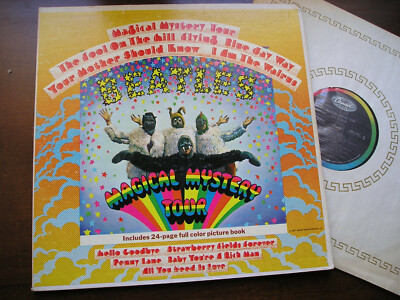 Magical Mystery Tour
The Fool On The Hill Flying Blue Jay Way
Your Mother Should Know I Am The Walrus
BEATLES
MAGICAL MYSTERY
TOUR
Includes 24-page full color picture book
Hello Goodbye Strawberry Fields Forever
Penny Lane Baby You're A Rich Man
All You Need Is Love
Capitol